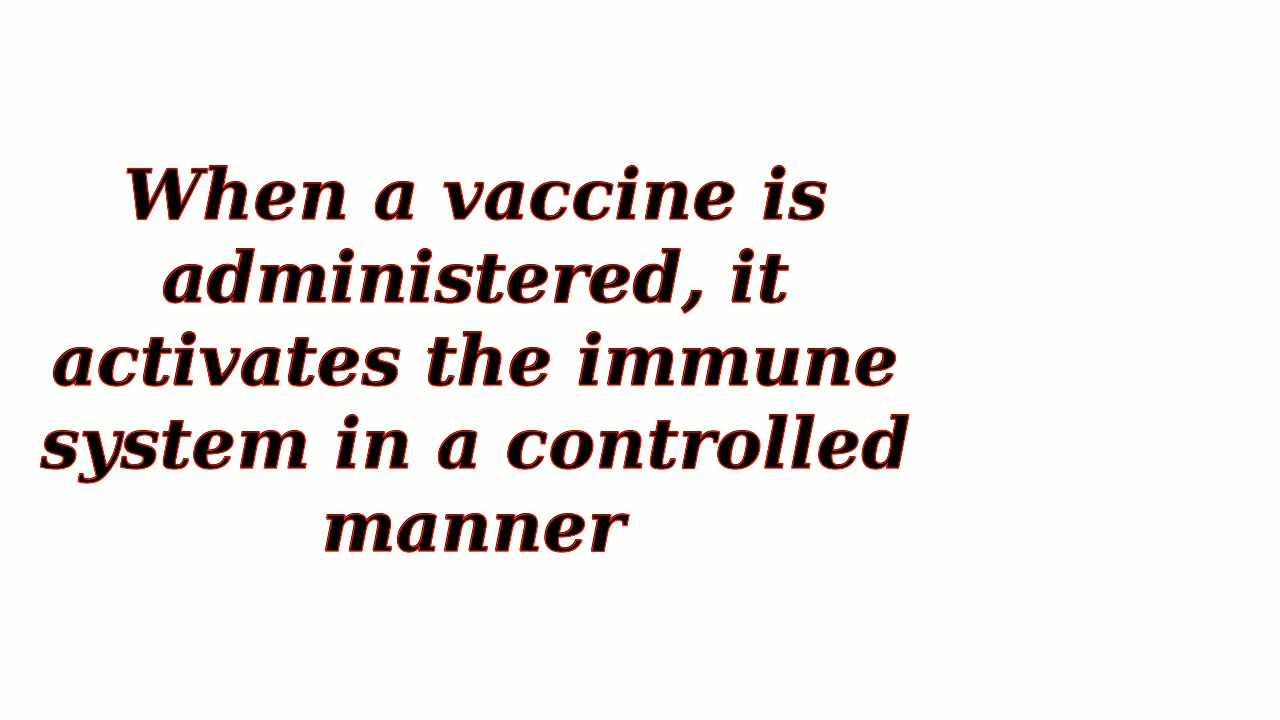 When a vaccine is
administered, it
activates the immune
system in a controlled
manner